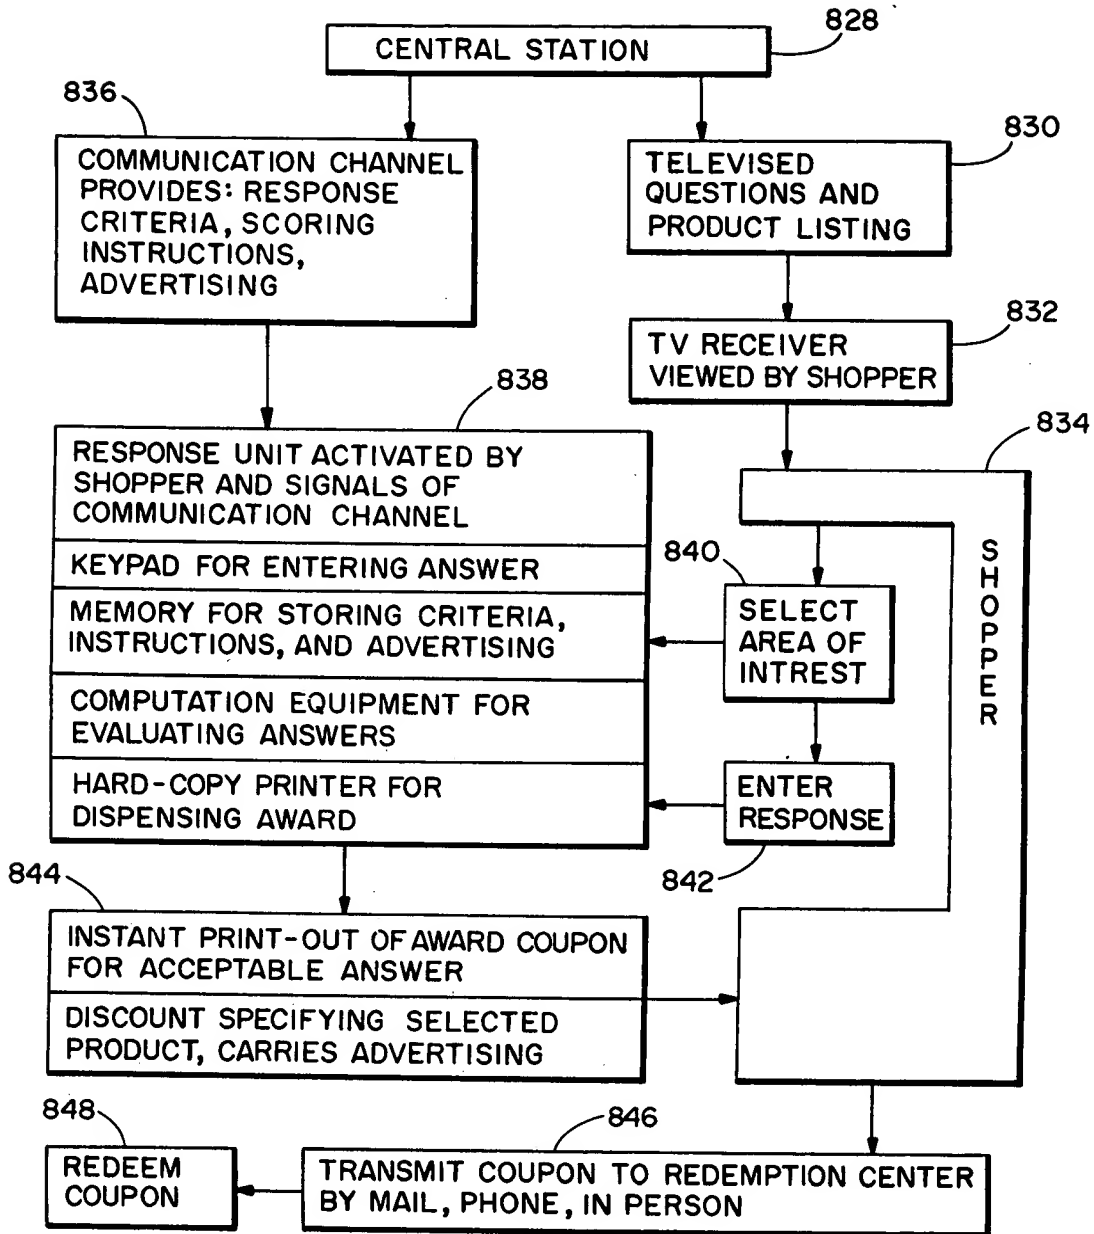 CENTRAL STATION
828
836
COMMUNICATION CHANNEL
PROVIDES: RESPONSE
CRITERIA, SCORING
INSTRUCTIONS,
ADVERTISING
830
TELEVISED
QUESTIONS AND
PRODUCT LISTING
832
TV RECEIVER
VIEWED BY SHOPPER
838
RESPONSE UNIT ACTIVATED BY
SHOPPER AND SIGNALS OF
COMMUNICATION CHANNEL
KEYPAD FOR ENTERING ANSWER
MEMORY FOR STORING CRITERIA,
INSTRUCTIONS, AND ADVERTISING
COMPUTATION EQUIPMENT FOR
EVALUATING ANSWERS
HARD-COPY PRINTER FOR
DISPENSING AWARD
834
SHOPPER
840
SELECT
AREA OF
INTREST
ENTER
RESPONSE
842
844
INSTANT PRINT-OUT OF AWARD COUPON
FOR ACCEPTABLE ANSWER
DISCOUNT SPECIFYING SELECTED
PRODUCT, CARRIES ADVERTISING
846
TRANSMIT COUPON TO REDEMPTION CENTER
BY MAIL, PHONE, IN PERSON
848
REDEEM
COUPON